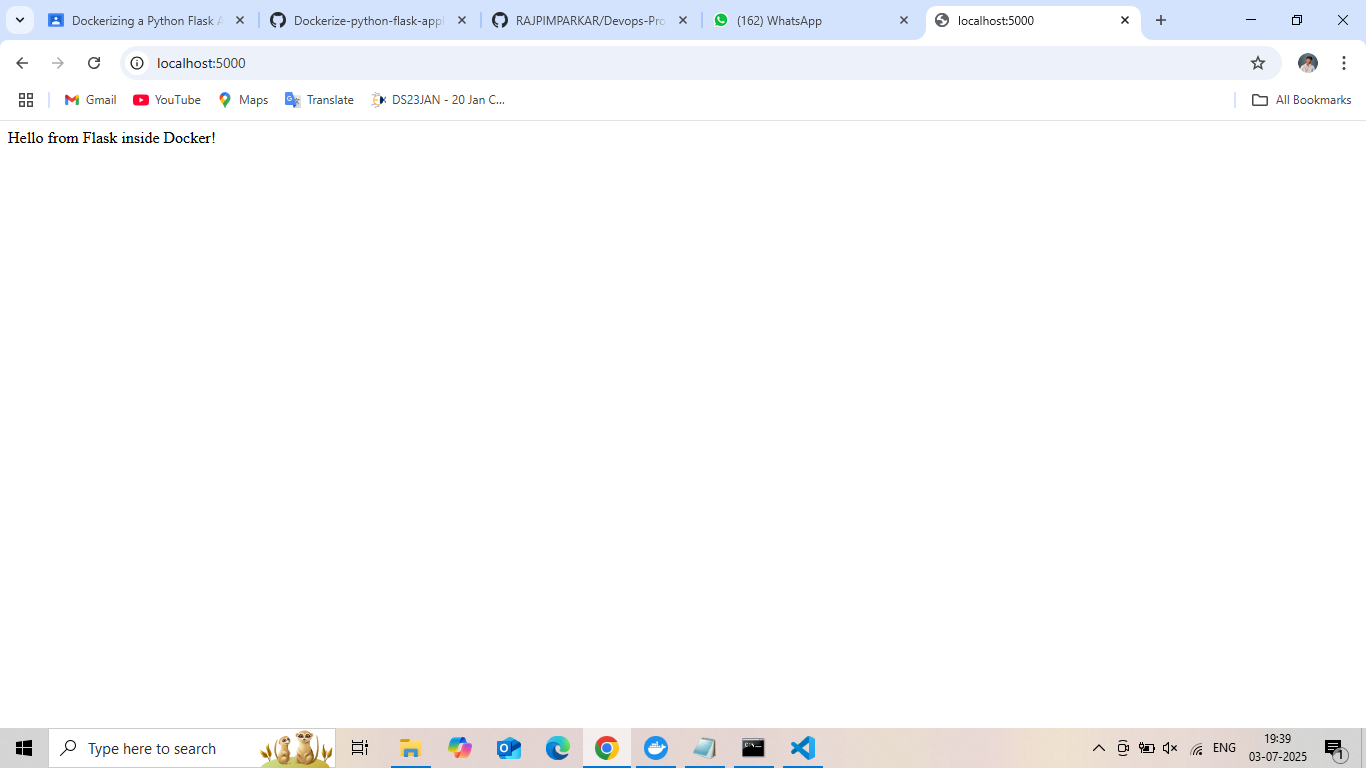 Dockerizing a Python Flask A
Dockerize-python-flask-appl
RAJPIMPARKAR/Devops-Pro
(162) WhatsApp
localhost:5000
localhost:5000
Gmail
YouTube
Maps
Translate
DS23JAN - 20 Jan C...
All Bookmarks
Hello from Flask inside Docker!
Type here to search
ENG
19:39
03-07-2025
1